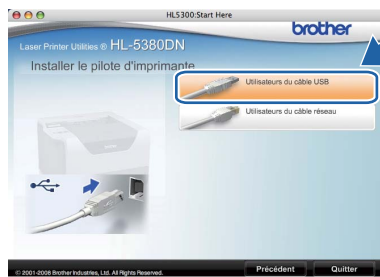 HL5300:Start Here
brother
Laser Printer Utilities ® HL-5380DN
Installer le pilote d'imprimante
Utilisateurs du câble USB
Utilisateurs du câble réseau
© 2001-2008 Brother Industries, Ltd. All Rights Reserved.
Précédent
Quitter